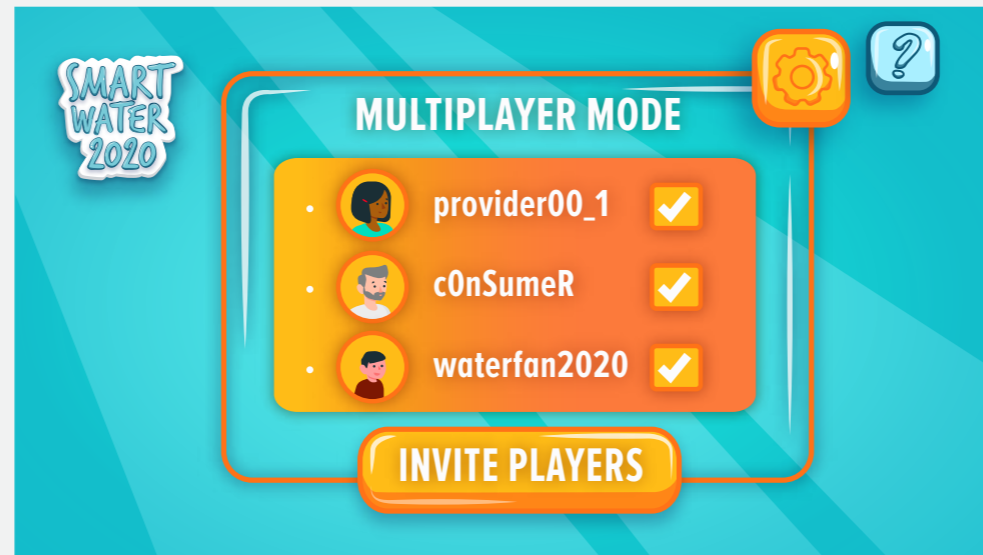 SMART
WATER
2020
?
MULTIPLAYER MODE
provider00_1
c0nSumeR
waterfan2020
INVITE PLAYERS